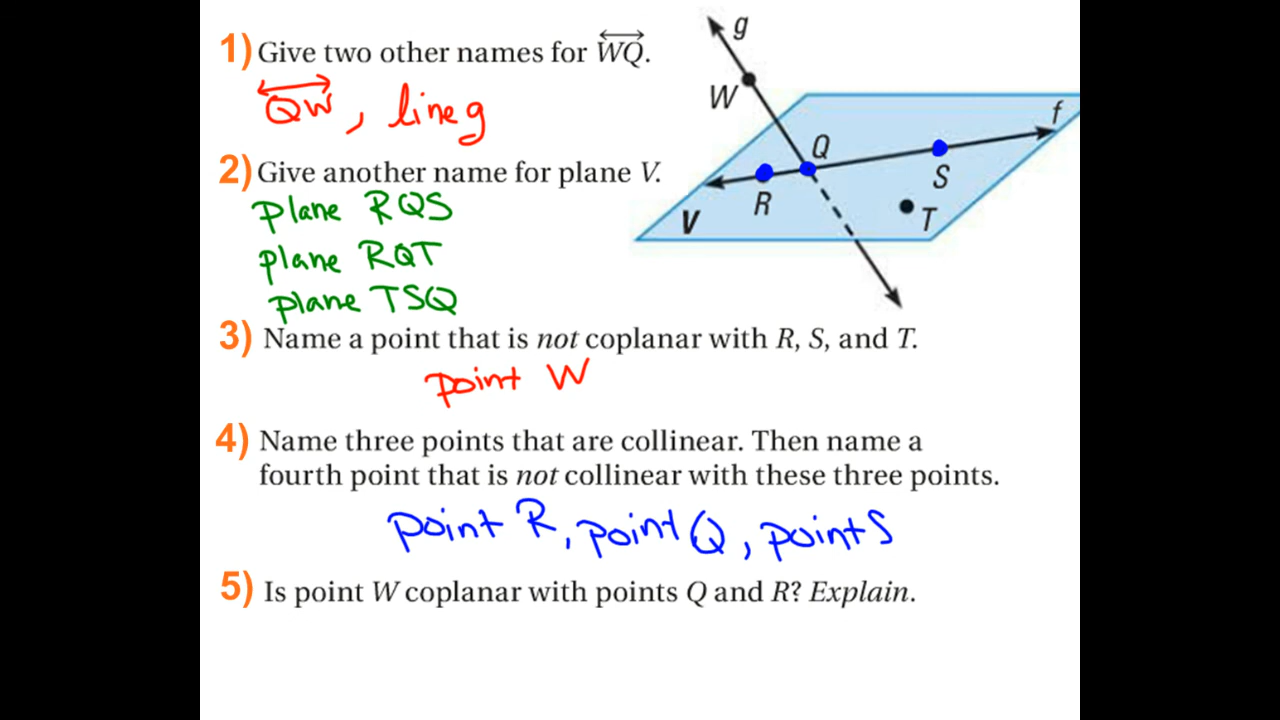 1) Give two other names for WQ.
QW, line g
2) Give another name for plane V.
plane RQS
plane RQT
plane TSQ
3) Name a point that is not coplanar with R, S, and T.
point W
4) Name three points that are collinear. Then name a
fourth point that is not collinear with these three points.
point R, point Q, point S
5) Is point W coplanar with points Q and R? Explain.
g
W
Q
f
S
R
V
T